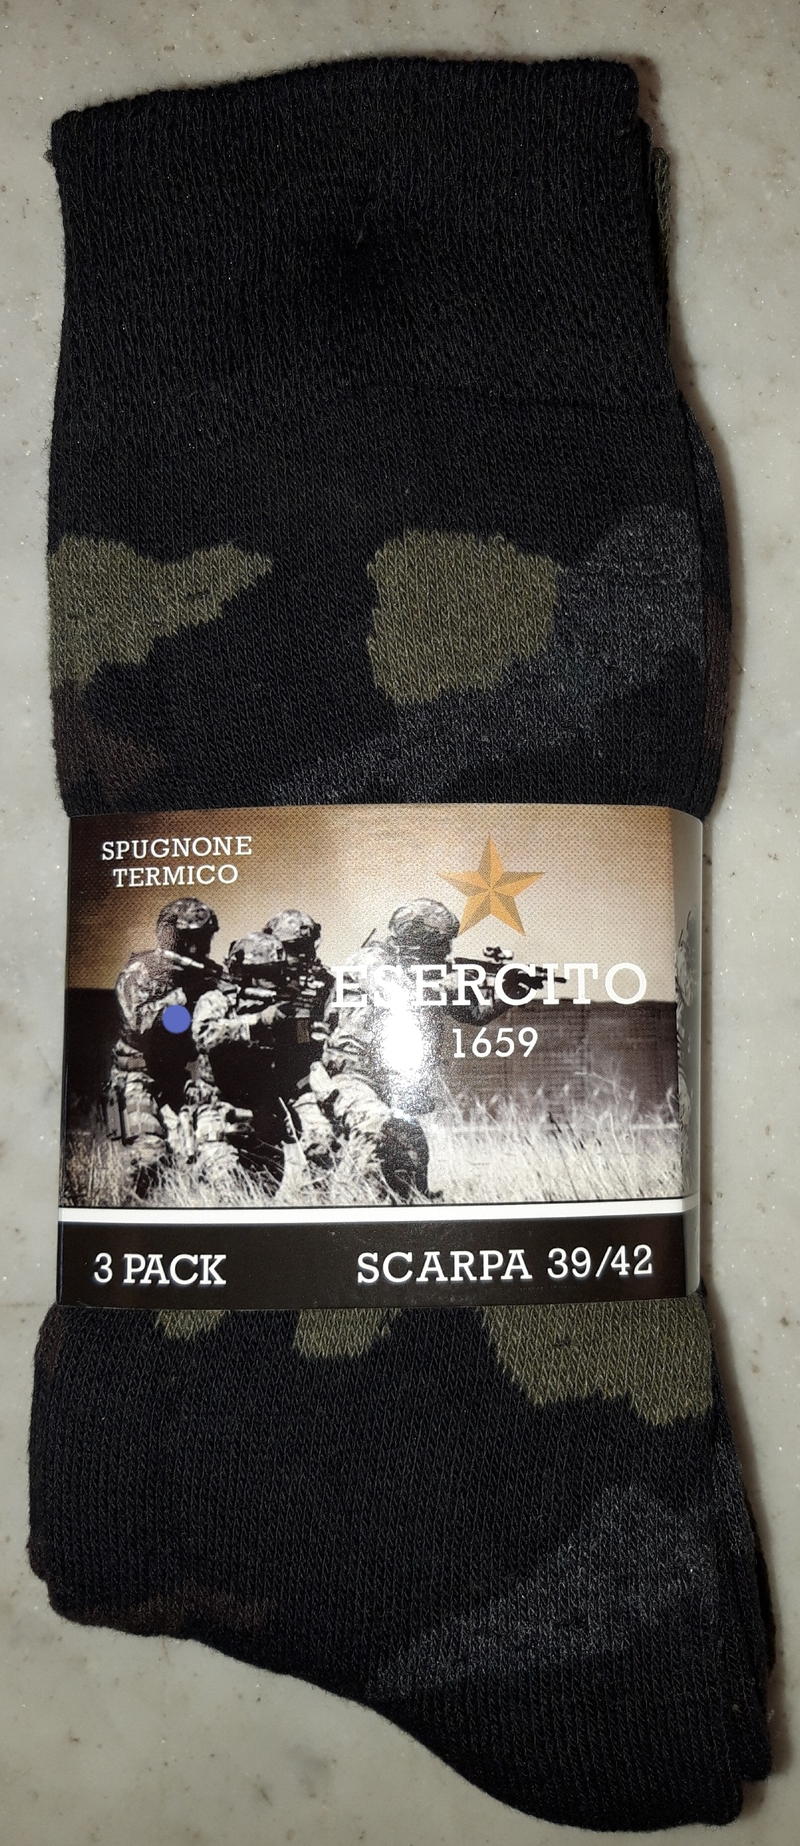 SPUGNONE
TERMICO
ESERCITO
1659
3 PACK
SCARPA 39/42